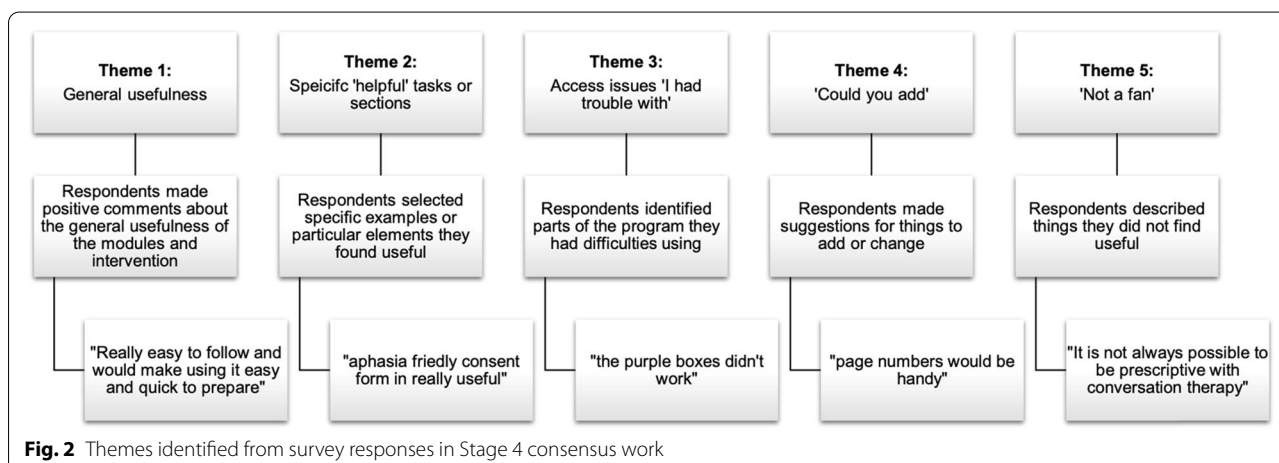 Theme 1:
General usefulness
Theme 2:
Speicifc 'helpful' tasks or
sections
Theme 3:
Access issues 'I had
trouble with'
Theme 4:
'Could you add'
Theme 5:
'Not a fan'
Respondents made
positive comments about
the general usefulness of
the modules and
intervention
Respondents selected
specific examples or
particular elements they
found useful
Respondents identified
parts of the program they
had difficulties using
Respondents made
suggestions for things to
add or change
Respondents described
things they did not find
useful
"Really easy to follow and
would make using it easy
and quick to prepare"
"aphasia friedly consent
form in really useful"
"the purple boxes didn't
work"
"page numbers would be
handy"
"It is not always possible to
be prescriptive with
conversation therapy"
Fig. 2 Themes identified from survey responses in Stage 4 consensus work